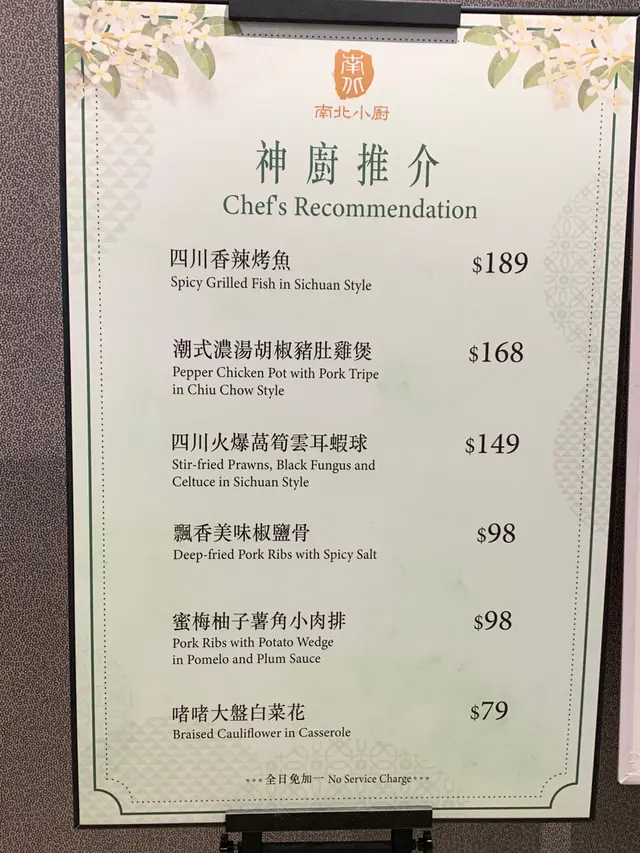 南北
南北小廚
神廚推介
Chef's Recommendation
四川香辣烤魚 $189
Spicy Grilled Fish in Sichuan Style
潮式濃湯胡椒豬肚雞煲 $168
Pepper Chicken Pot with Pork Tripe
in Chiu Chow Style
四川火爆萵筍雲耳蝦球 $149
Stir-fried Prawns, Black Fungus and
Celtuce in Sichuan Style
飄香美味椒鹽骨 $98
Deep-fried Pork Ribs with Spicy Salt
蜜梅柚子薯角小肉排 $98
Pork Ribs with Potato Wedge
in Pomelo and Plum Sauce
啫啫大盤白菜花 $79
Braised Cauliflower in Casserole
***全日免加一 No Service Charge***